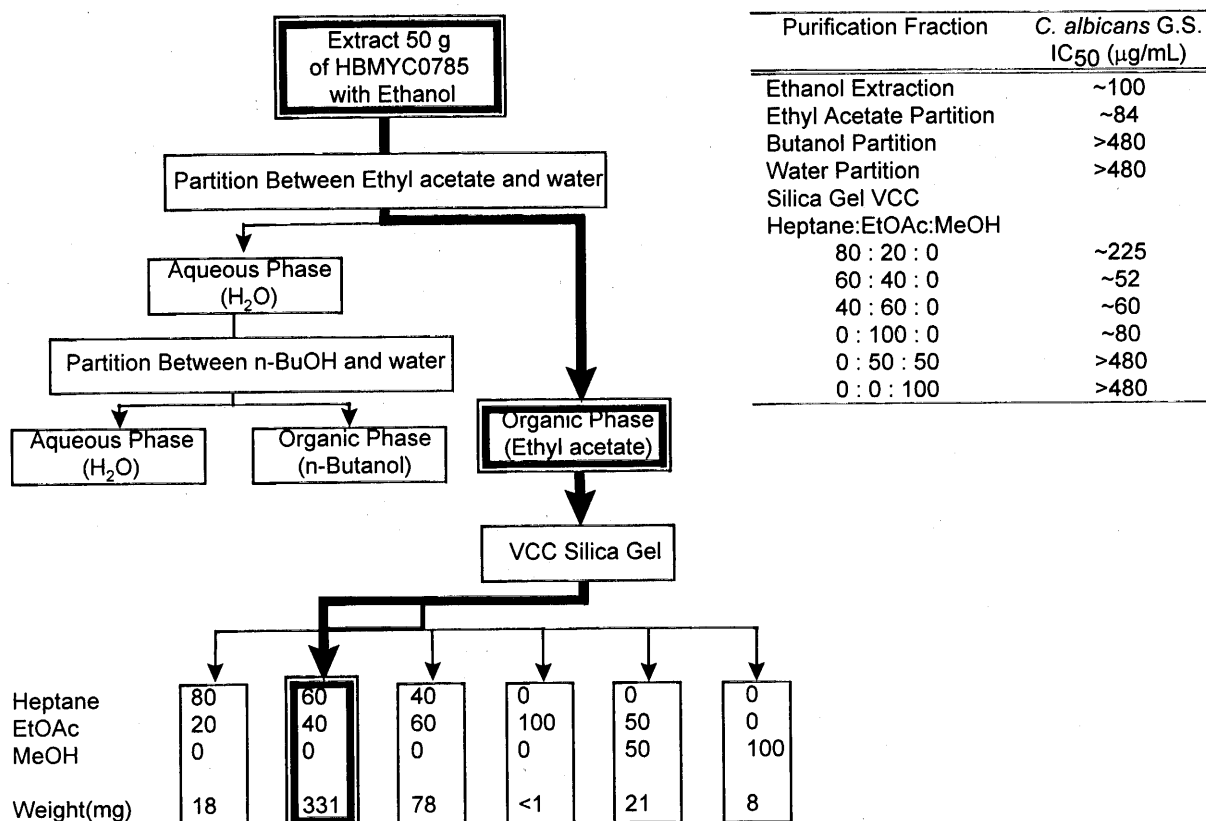 Extract 50 g
of HBMYC0785
with Ethanol
Partition Between Ethyl acetate and water
Aqueous Phase
(H₂O)
Partition Between n-BuOH and water
Aqueous Phase
(H₂O)
Organic Phase
(n-Butanol)
Organic Phase
(Ethyl acetate)
VCC Silica Gel
Heptane 80 60 40 0 0 0
EtOAc 20 40 60 100 50 0
MeOH 0 0 0 0 50 100
Weight(mg) 18 331 78 <1 21 8
Purification Fraction C. albicans G.S.
IC50 (μg/mL)
Ethanol Extraction ~100
Ethyl Acetate Partition ~84
Butanol Partition >480
Water Partition >480
Silica Gel VCC
Heptane:EtOAc:MeOH
80 : 20 : 0 ~225
60 : 40 : 0 ~52
40 : 60 : 0 ~60
0 : 100 : 0 ~80
0 : 50 : 50 >480
0 : 0 : 100 >480